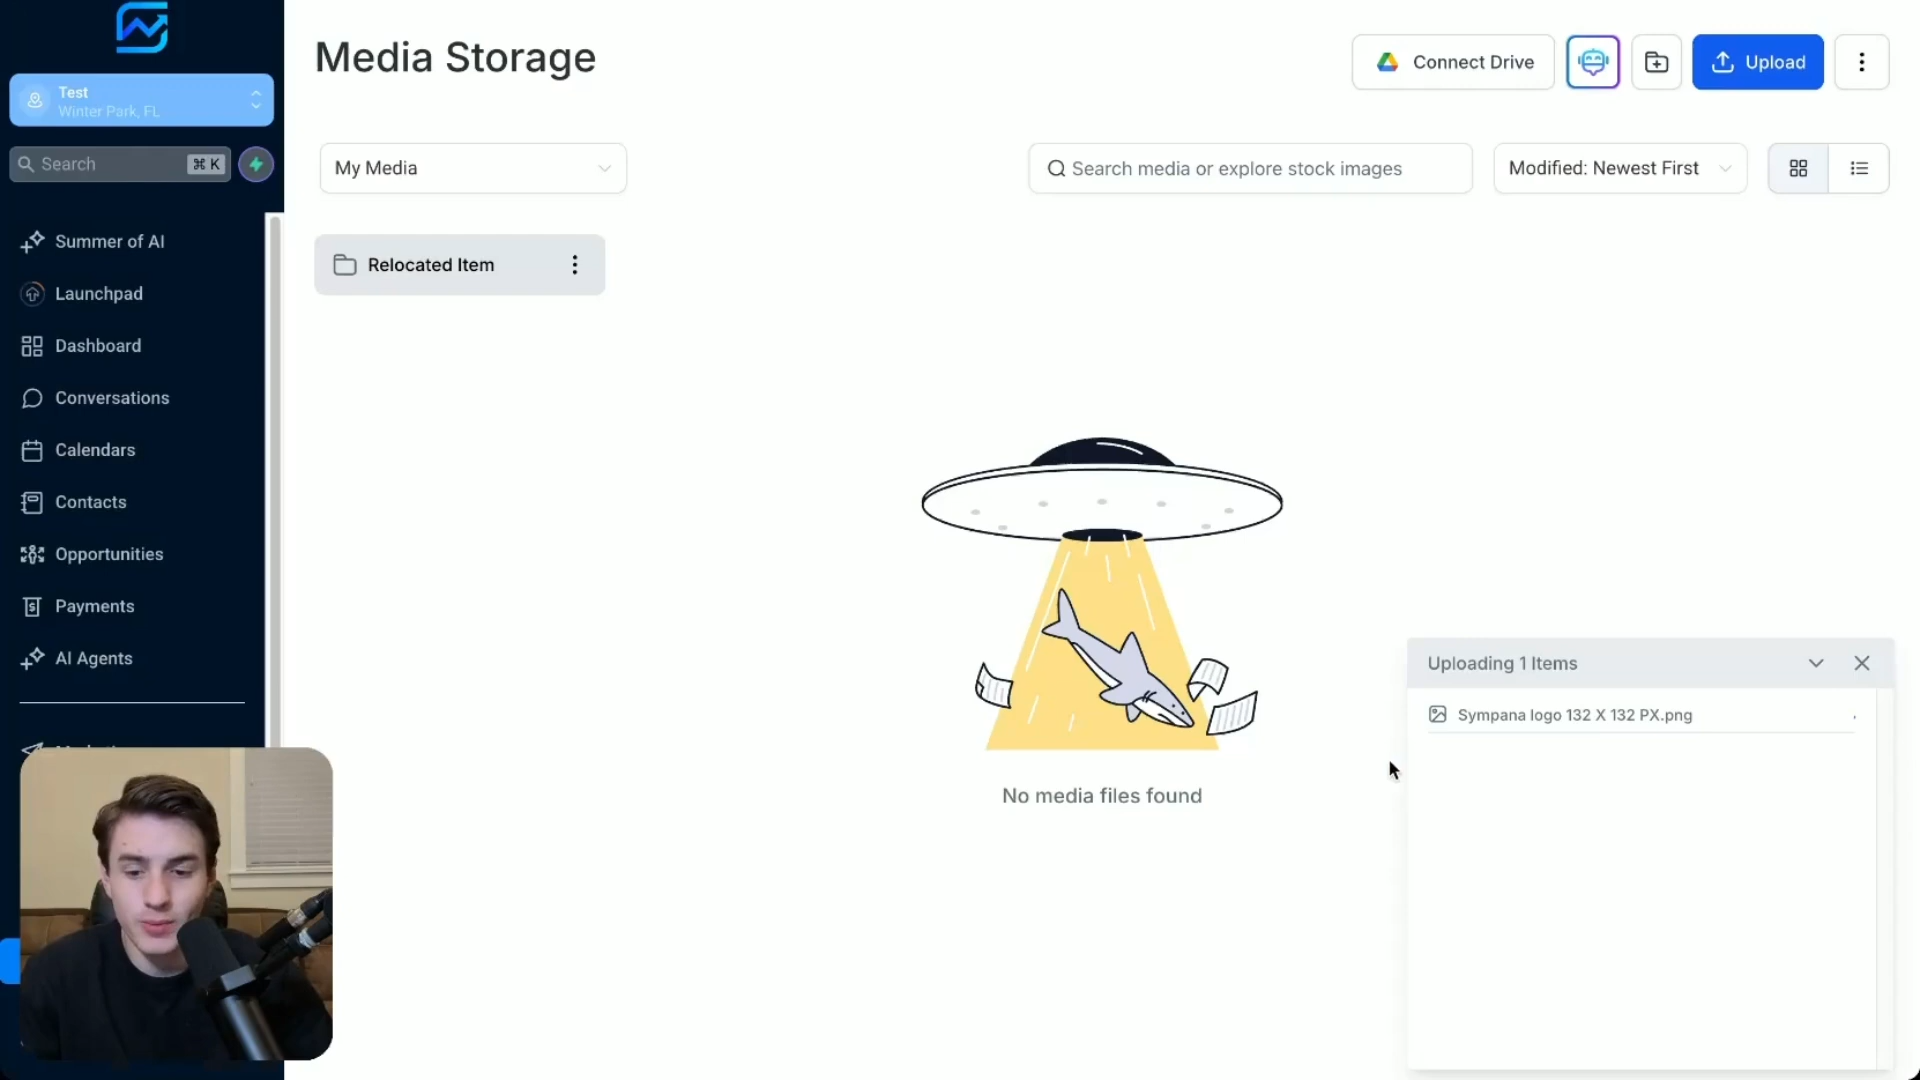 Test
Winter Park, FL
Search
⌘ K
Summer of AI
Launchpad
Dashboard
Conversations
Calendars
Contacts
Opportunities
Payments
AI Agents
Media Storage
Connect Drive
Upload
My Media
Search media or explore stock images
Modified: Newest First
Relocated Item
No media files found
Uploading 1 Items
Sympana logo 132 X 132 PX.png